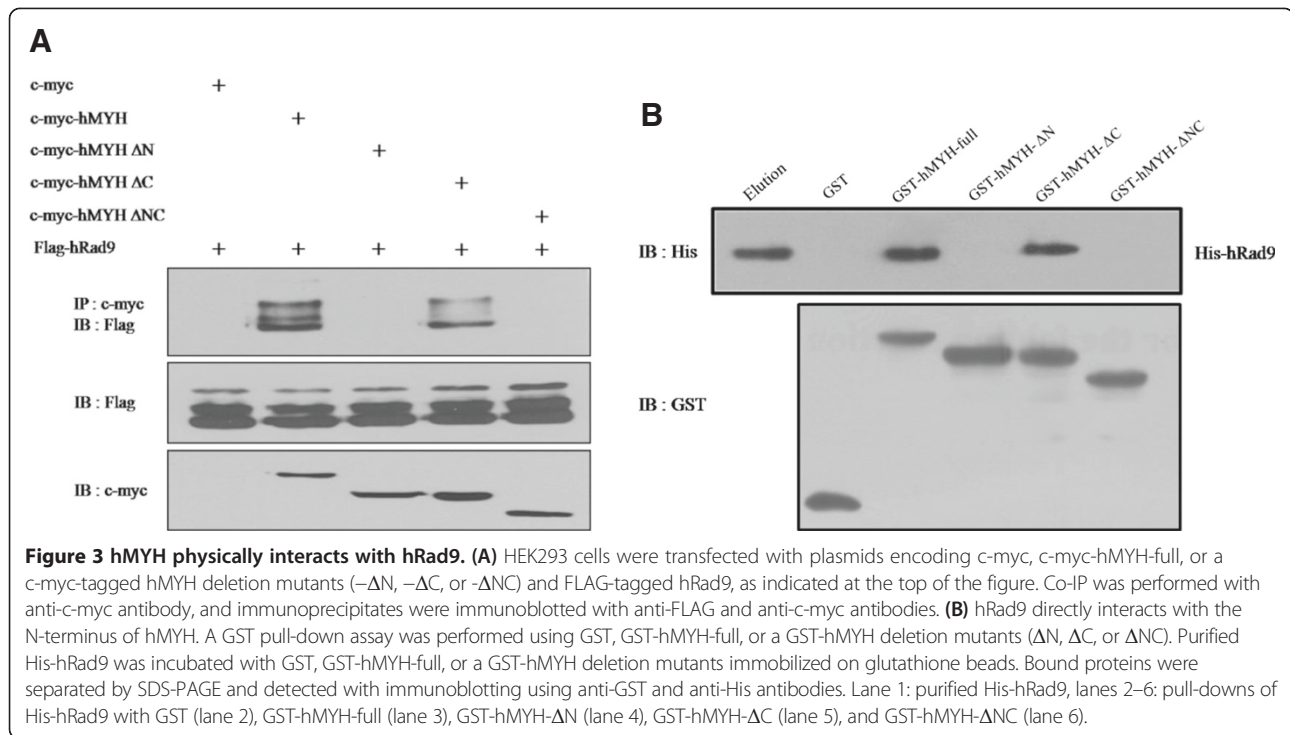 A
c-myc +
c-myc-hMYH +
c-myc-hMYH ΔN +
c-myc-hMYH ΔC +
c-myc-hMYH ΔNC +
Flag-hRad9 + + + + +
IP : c-myc
IB : Flag
IB : Flag
IB : c-myc
B
Elution GST GST-hMYH-full GST-hMYH-ΔN GST-hMYH-ΔC GST-hMYH-ΔNC
IB : His His-hRad9
IB : GST
Figure 3 hMYH physically interacts with hRad9. (A) HEK293 cells were transfected with plasmids encoding c-myc, c-myc-hMYH-full, or a
c-myc-tagged hMYH deletion mutants (−ΔN, −ΔC, or -ΔNC) and FLAG-tagged hRad9, as indicated at the top of the figure. Co-IP was performed with
anti-c-myc antibody, and immunoprecipitates were immunoblotted with anti-FLAG and anti-c-myc antibodies. (B) hRad9 directly interacts with the
N-terminus of hMYH. A GST pull-down assay was performed using GST, GST-hMYH-full, or a GST-hMYH deletion mutants (ΔN, ΔC, or ΔNC). Purified
His-hRad9 was incubated with GST, GST-hMYH-full, or a GST-hMYH deletion mutants immobilized on glutathione beads. Bound proteins were
separated by SDS-PAGE and detected with immunoblotting using anti-GST and anti-His antibodies. Lane 1: purified His-hRad9, lanes 2–6: pull-downs of
His-hRad9 with GST (lane 2), GST-hMYH-full (lane 3), GST-hMYH-ΔN (lane 4), GST-hMYH-ΔC (lane 5), and GST-hMYH-ΔNC (lane 6).